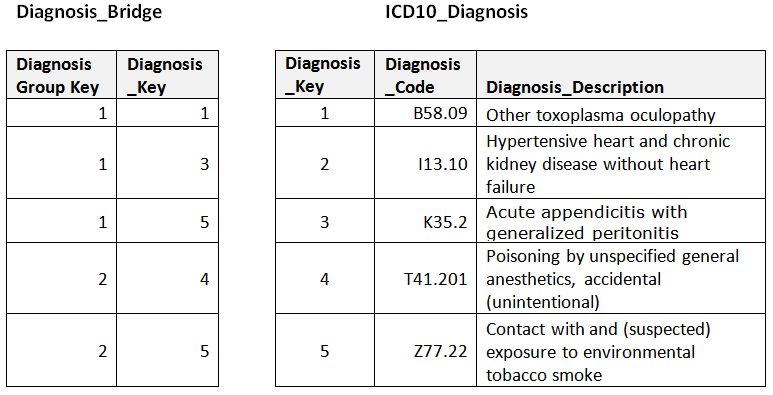 Diagnosis_Bridge
Diagnosis Group Key	Diagnosis _Key
1	1
1	3
1	5
2	4
2	5
ICD10_Diagnosis
Diagnosis _Key	Diagnosis _Code	Diagnosis_Description
1	B58.09	Other toxoplasma oculopathy
2	I13.10	Hypertensive heart and chronic
kidney disease without heart
failure
3	K35.2	Acute appendicitis with
generalized peritonitis
4	T41.201	Poisoning by unspecified general
anesthetics, accidental
(unintentional)
5	Z77.22	Contact with and (suspected)
exposure to environmental
tobacco smoke